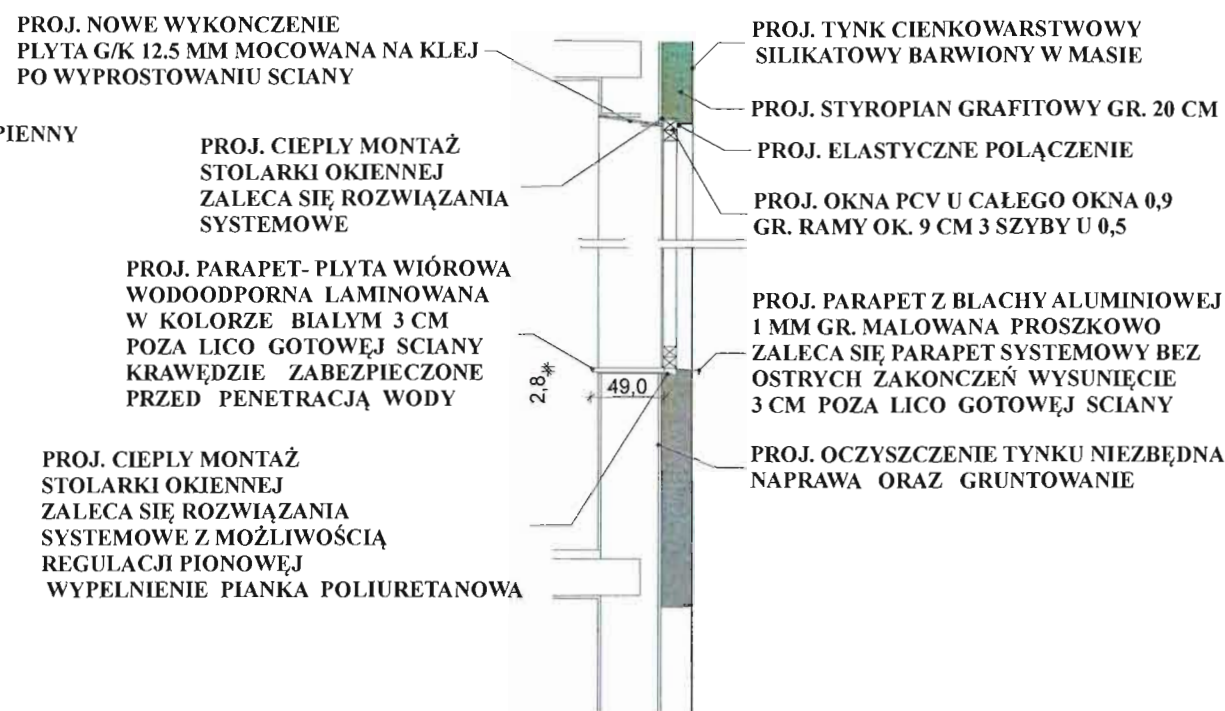 PROJ. NOWE WYKONCZENIE
PLYTA G/K 12.5 MM MOCOWANA NA KLEJ
PO WYPROSTOWANIU SCIANY
PIENNY
PROJ. CIEPLY MONTAŻ
STOLARKI OKIENNEJ
ZALECA SIĘ ROZWIĄZANIA
SYSTEMOWE
PROJ. PARAPET- PLYTA WIÓROWA
WODOODPORNA LAMINOWANA
W KOLORZE BIALYM 3 CM
POZA LICO GOTOWĘJ SCIANY
KRAWĘDZIE ZABEZPIECZONE
PRZED PENETRACJĄ WODY
2,8
49,0
PROJ. CIEPLY MONTAŻ
STOLARKI OKIENNEJ
ZALECA SIĘ ROZWIĄZANIA
SYSTEMOWE Z MOŻLIWOŚCIĄ
REGULACJI PIONOWĘJ
WYPELNIENIE PIANKA POLIURETANOWA
PROJ. TYNK CIENKOWARSTWOWY
SILIKATOWY BARWIONY W MASIE
PROJ. STYROPIAN GRAFITOWY GR. 20 CM
PROJ. ELASTYCZNE POLĄCZENIE
PROJ. OKNA PCV U CAŁEGO OKNA 0,9
GR. RAMY OK. 9 CM 3 SZYBY U 0,5
PROJ. PARAPET Z BLACHY ALUMINIOWEJ
1 MM GR. MALOWANA PROSZKOWO
ZALECA SIĘ PARAPET SYSTEMOWY BEZ
OSTRYCH ZAKONCZEŃ WYSUNIĘCIE
3 CM POZA LICO GOTOWĘJ SCIANY
PROJ. OCZYSZCZENIE TYNKU NIEZBĘDNA
NAPRAWA ORAZ GRUNTOWANIE